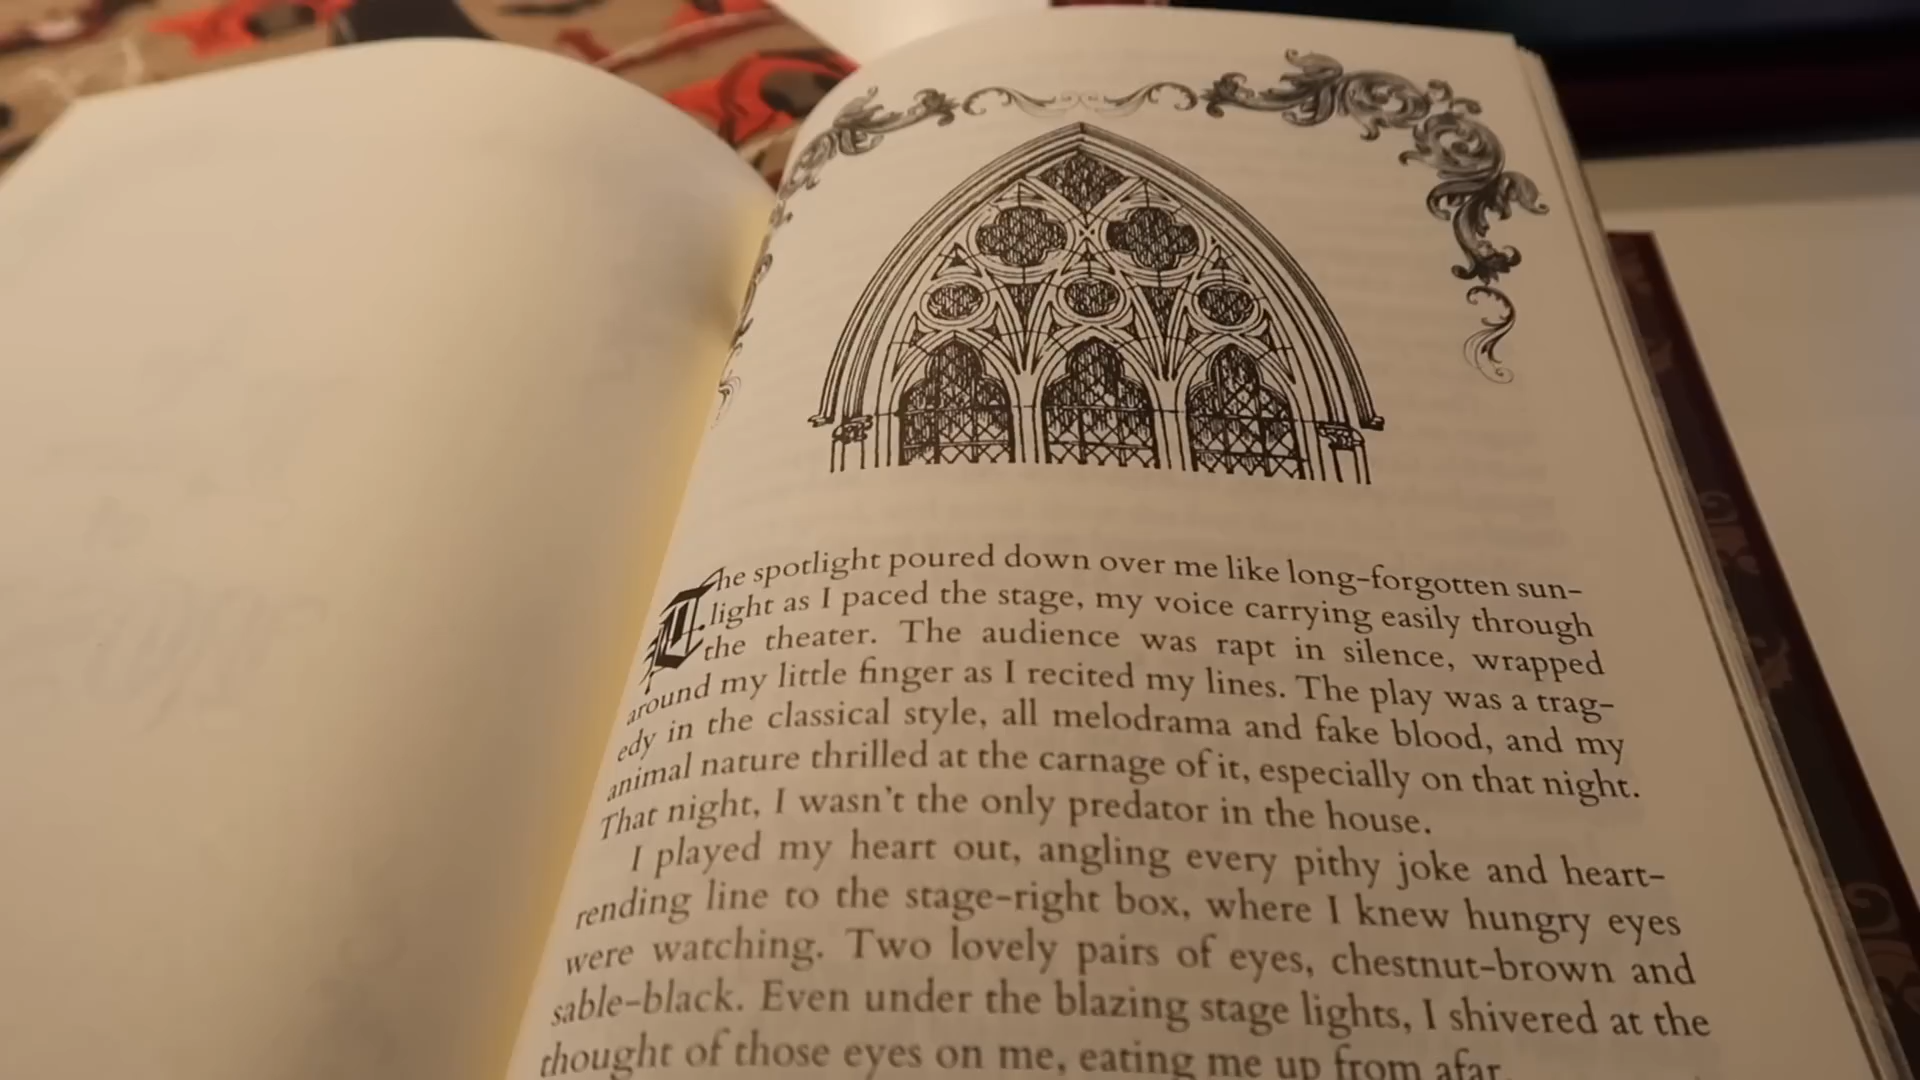 The spotlight poured down over me like long-forgotten sun-
light as I paced the stage, my voice carrying easily through
the theater. The audience was rapt in silence, wrapped
around my little finger as I recited my lines. The play was a trag-
edy in the classical style, all melodrama and fake blood, and my
animal nature thrilled at the carnage of it, especially on that night.
That night, I wasn't the only predator in the house.
I played my heart out, angling every pithy joke and heart-
rending line to the stage-right box, where I knew hungry eyes
were watching. Two lovely pairs of eyes, chestnut-brown and
sable-black. Even under the blazing stage lights, I shivered at the
thought of those eyes on me, eating me up from afar.